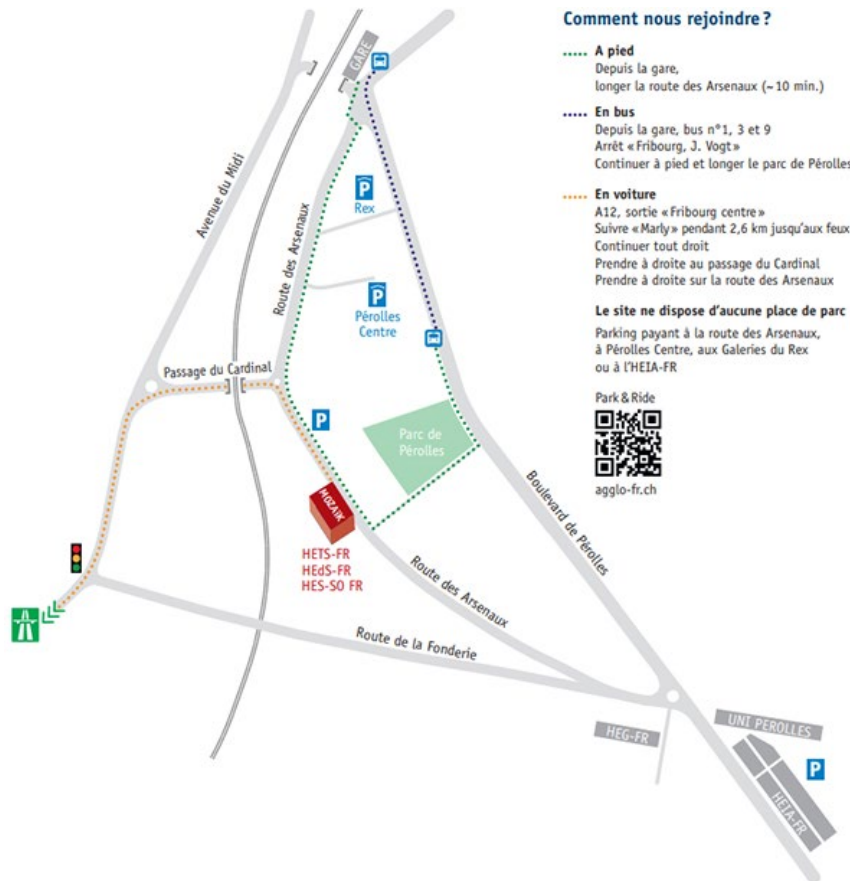 Comment nous rejoindre ?
A pied
Depuis la gare,
longer la route des Arsenaux (~10 min.)
En bus
Depuis la gare, bus n°1, 3 et 9
Arrêt «Fribourg, J. Vogt»
Continuer à pied et longer le parc de Pérolles
En voiture
A12, sortie «Fribourg centre»
Suivre «Marly» pendant 2,6 km jusqu'aux feux
Continuer tout droit
Prendre à droite au passage du Cardinal
Prendre à droite sur la route des Arsenaux
Le site ne dispose d'aucune place de parc
Parking payant à la route des Arsenaux,
à Pérolles Centre, aux Galeries du Rex
ou à l'HEIA-FR
Park & Ride
agglo-fr.ch
GARE
Avenue du Midi
P
Rex
Route des Arsenaux
P
Pérolles
Centre
Passage du Cardinal
P
Parc de
Pérolles
Boulevard de Pérolles
MOZAIK
HETS-FR
HEdS-FR
HES-SO FR
Route des Arsenaux
Route de la Fonderie
HEG-FR
UNI PEROLLES
HEIA-FR
P